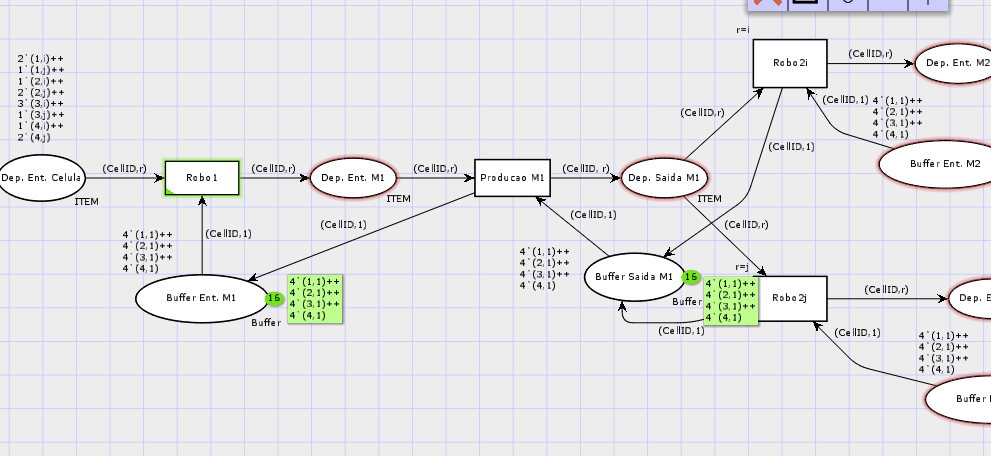 r=i
2`(1,i)++
1`(1,j)++
1`(2,i)++
2`(2,j)++
3`(3,i)++
1`(3,j)++
1`(4,i)++
2`(4,j)
Robo2i
(CellID,r)
Dep. Ent. M2
(CellID,r)
(CellID,1)
4`(1,1)++
4`(2,1)++
4`(3,1)++
4`(4,1)
(CellID,1)
Buffer Ent. M2
Dep. Ent. Celula
ITEM
(CellID,r)
Robo1
(CellID,r)
Dep. Ent. M1
ITEM
(CellID,r)
Producao M1
(CellID, r)
Dep. Saida M1
ITEM
(CellID,1)
(CellID,1)
(CellID,1)
(CellID,r)
4`(1,1)++
4`(2,1)++
4`(3,1)++
4`(4,1)
4`(1,1)++
4`(2,1)++
4`(3,1)++
4`(4,1)
r=j
Buffer Ent. M1
16
Buffer
4`(1,1)++
4`(2,1)++
4`(3,1)++
4`(4,1)
Buffer Saida M1
16
Buffer
4`(1,1)++
4`(2,1)++
4`(3,1)++
4`(4,1)
Robo2j
(CellID,r)
Dep. E
(CellID,1)
(CellID,1)
4`(1,1)++
4`(2,1)++
4`(3,1)++
4`(4,1)
Buffer